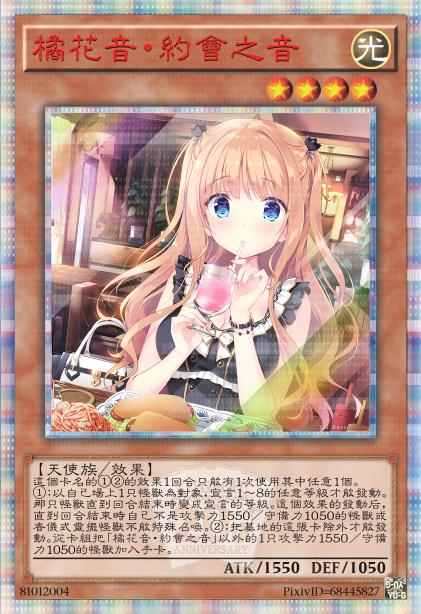 橘花音・約會之音
光
【天使族／效果】
這個卡名的①②的效果1回合只能有1次使用其中任意1個。
①:以自己場上1只怪獸為對象,宣言1~8的任意等級才能發動。
那只怪獸直到回合結束時變成宣言的等級。這個效果的發動后,
直到回合結束時自己不是攻擊力1550/守備力1050的怪獸或
者儀式靈擺怪獸不能特殊召喚。②:把墓地的這張卡除外才能發
動。從卡組把「橘花音・約會之音」以外的1只攻擊力1550/守備
力1050的怪獸加入手卡。
ANNIVERSARY
ATK/1550 DEF/1050
81012004 PixivID=68445827